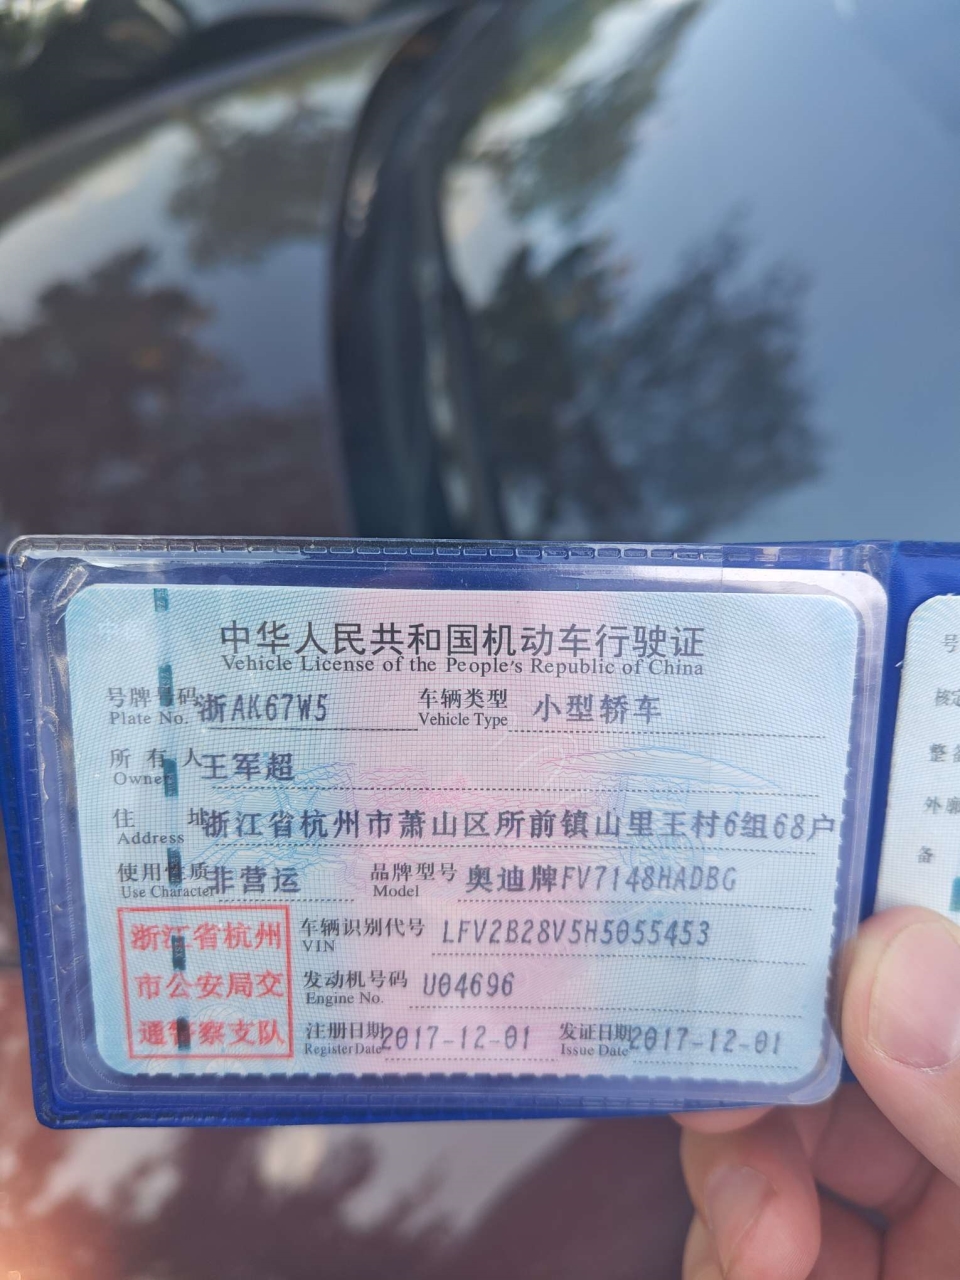 中华人民共和国机动车行驶证
Vehicle License of the People's Republic of China
号牌号码 浙AK67W5 车辆类型 小型轿车
Plate No. Vehicle Type
所有人 王军超
Owner
住址 浙江省杭州市萧山区所前镇山里王村6组68户
Address
使用性质 非营运 品牌型号 奥迪牌FV7148HADBG
Use Character Model
浙江省杭州
市公安局交
通警察支队
车辆识别代号 LFV2B28V5H5055453
VIN
发动机号码 U04696
Engine No.
注册日期 2017-12-01 发证日期 2017-12-01
Register Date Issue Date
号
核定
整备
外廓
备